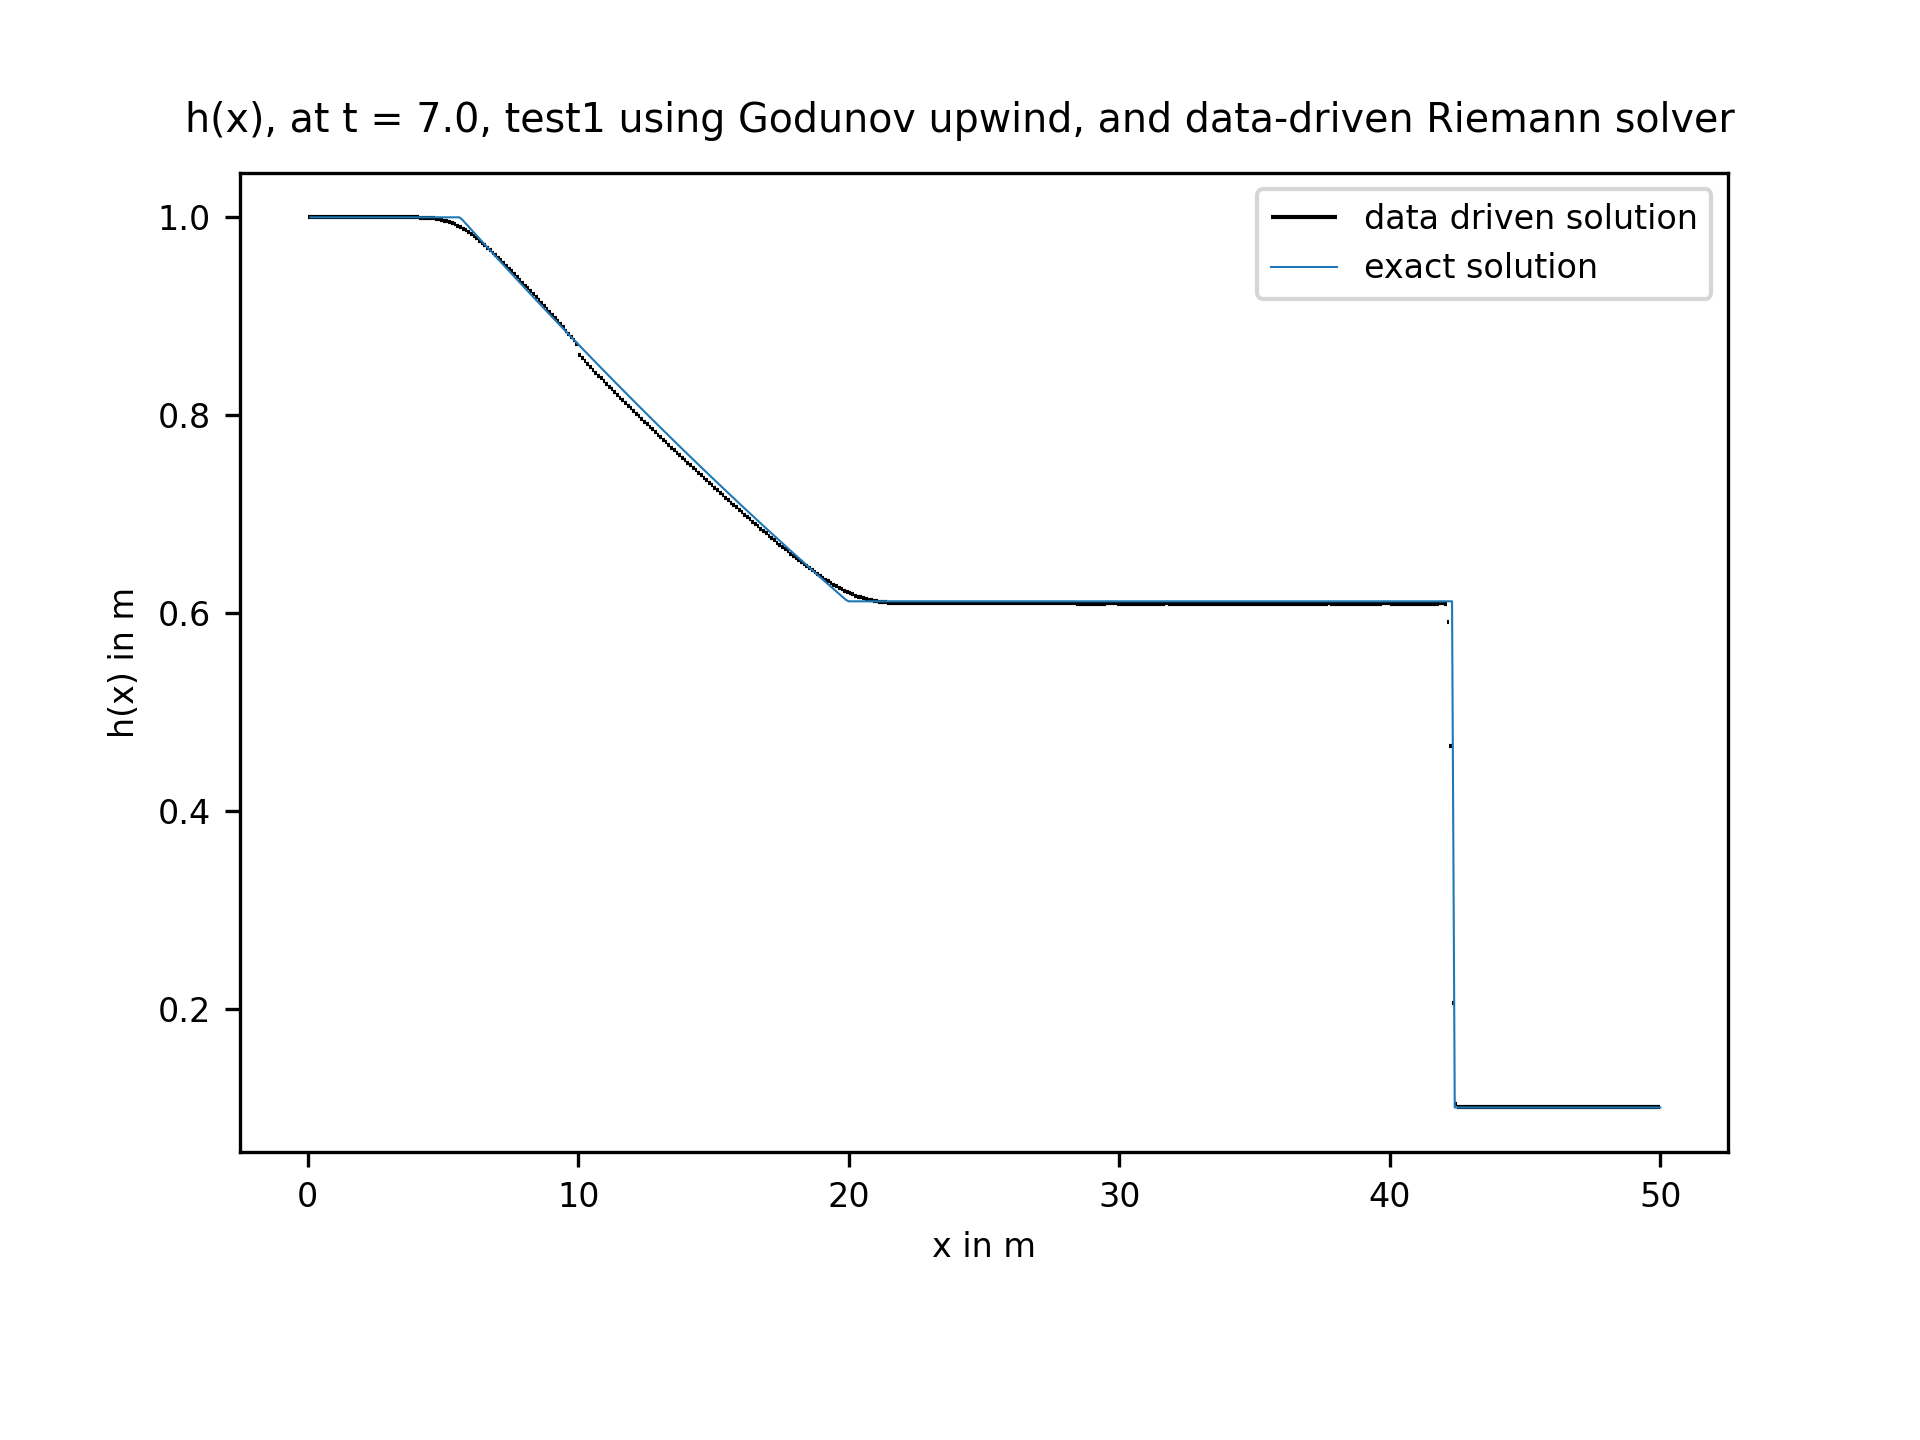 h(x), at t = 7.0, test1 using Godunov upwind, and data-driven Riemann solver
data driven solution
exact solution
1.0
0.8
0.6
0.4
0.2
h(x) in m
0 10 20 30 40 50
x in m